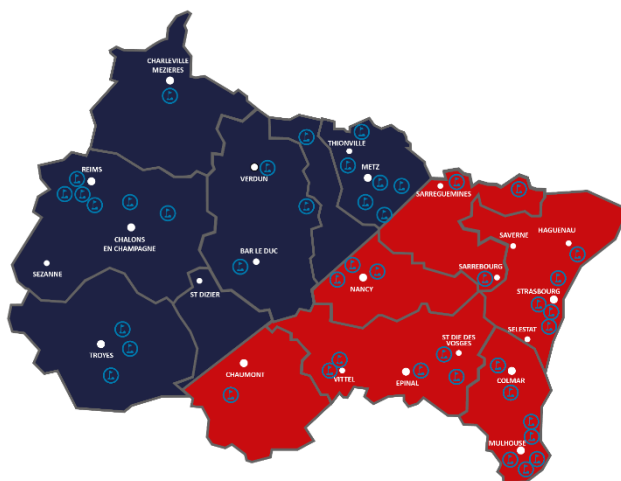 CHARLEVILLE
MEZIERES
THIONVILLE
REIMS
VERDUN
METZ
SARREGUEMINES
CHALONS
EN CHAMPAGNE
HAGUENAU
SAVERNE
BAR LE DUC
SEZANNE
SARREBOURG
NANCY
ST DIZIER
STRASBOURG
SELESTAT
TROYES
ST DIE DES
VOSGES
CHAUMONT
VITTEL
EPINAL
COLMAR
MULHOUSE